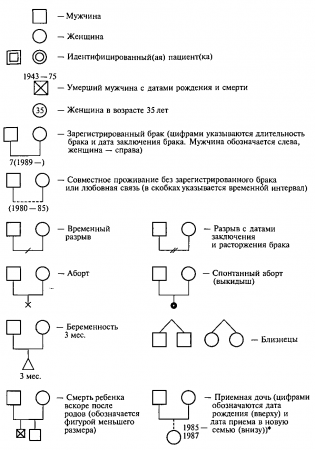 — Мужчина
— Женщина
— Идентифицированный(ая) пациент(ка)
1943—75
— Умерший мужчина с датами рождения и смерти
35 — Женщина в возрасте 35 лет
— Зарегистрированный брак (цифрами указываются длительность
брака и дата заключения брака. Мужчина обозначается слева,
женщина — справа)
7(1989—)
— Совместное проживание без зарегистрированного брака
или любовная связь (в скобках указывается временной интервал)
(1980—85)
— Временный
разрыв
— Разрыв с датами
заключения
и расторжения брака
— Аборт
— Спонтанный аборт
(выкидыш)
— Беременность
3 мес.
3 мес.
— Близнецы
— Смерть ребенка
вскоре после
родов (обозначается
фигурой меньшего
размера)
— Приемная дочь (цифрами
обозначаются дата
рождения (вверху) и
дата приема в новую
семью (внизу))*
1985—
1987